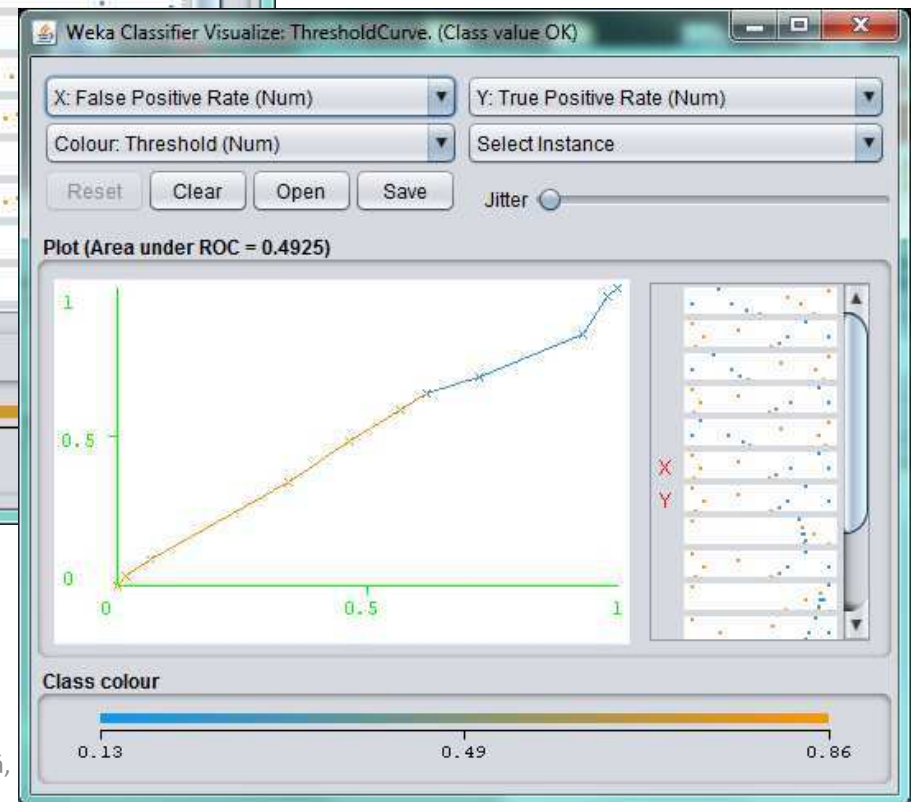 Weka Classifier Visualize: ThresholdCurve. (Class value OK)
X: False Positive Rate (Num)
Y: True Positive Rate (Num)
Colour: Threshold (Num)
Select Instance
Reset
Clear
Open
Save
Jitter
Plot (Area under ROC = 0.4925)
1
0.5
0
0
0.5
1
X
Y
Class colour
0.13
0.49
0.86